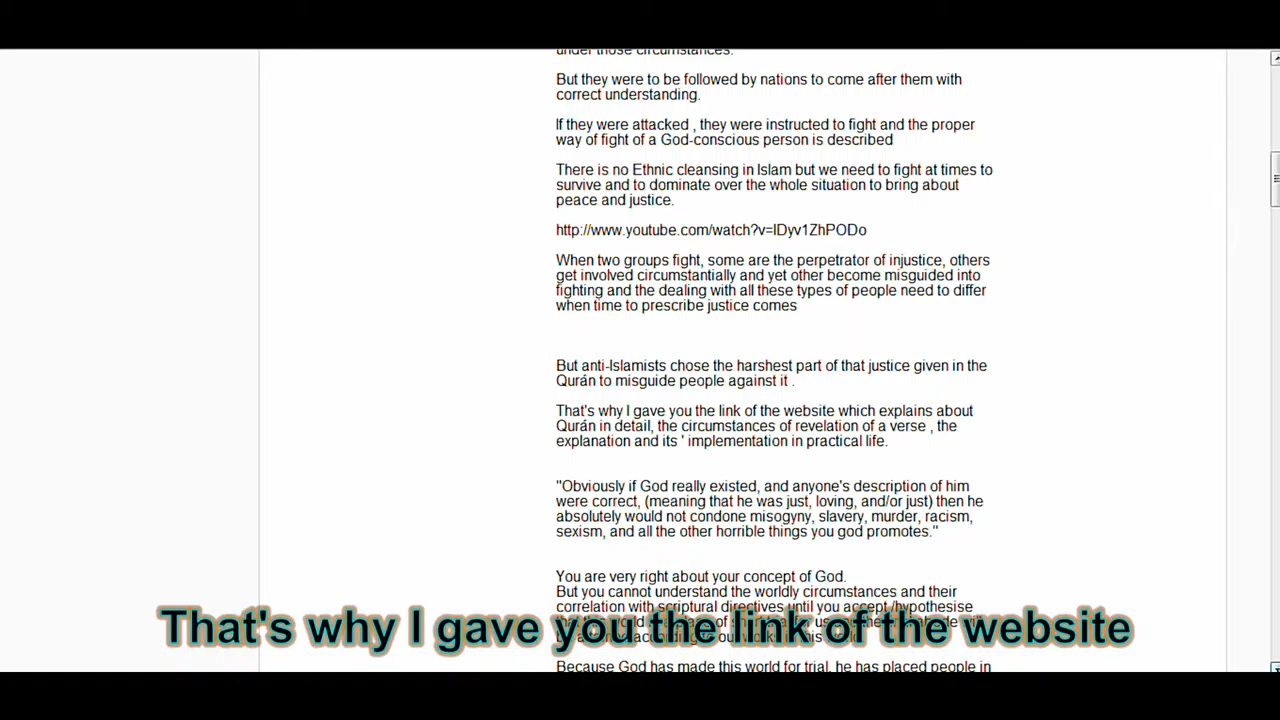 under those circumstances.
But they were to be followed by nations to come after them with
correct understanding.
If they were attacked , they were instructed to fight and the proper
way of fight of a God-conscious person is described
There is no Ethnic cleansing in Islam but we need to fight at times to
survive and to dominate over the whole situation to bring about
peace and justice.
http://www.youtube.com/watch?v=lDyv1ZhPODo
When two groups fight, some are the perpetrator of injustice, others
get involved circumstantially and yet other become misguided into
fighting and the dealing with all these types of people need to differ
when time to prescribe justice comes
But anti-Islamists chose the harshest part of that justice given in the
Qurán to misguide people against it .
That's why I gave you the link of the website which explains about
Qurán in detail, the circumstances of revelation of a verse , the
explanation and its ' implementation in practical life.
"Obviously if God really existed, and anyone's description of him
were correct, (meaning that he was just, loving, and/or just) then he
absolutely would not condone misogyny, slavery, murder, racism,
sexism, and all the other horrible things you god promotes."
You are very right about your concept of God.
But you cannot understand the worldly circumstances and their
correlation with scriptural directives until you accept /hypothesise
That's why I gave you the link of the website
Because God has made this world for trial, he has placed people in